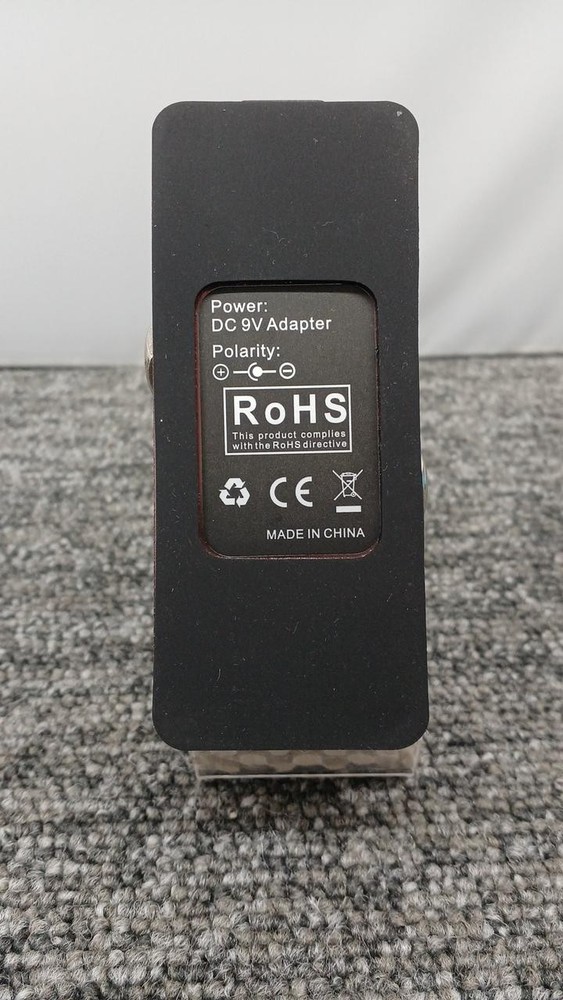 Power:
DC 9V Adapter
Polarity:
RoHS
This product complies
with the RoHS directive
CE
MADE IN CHINA